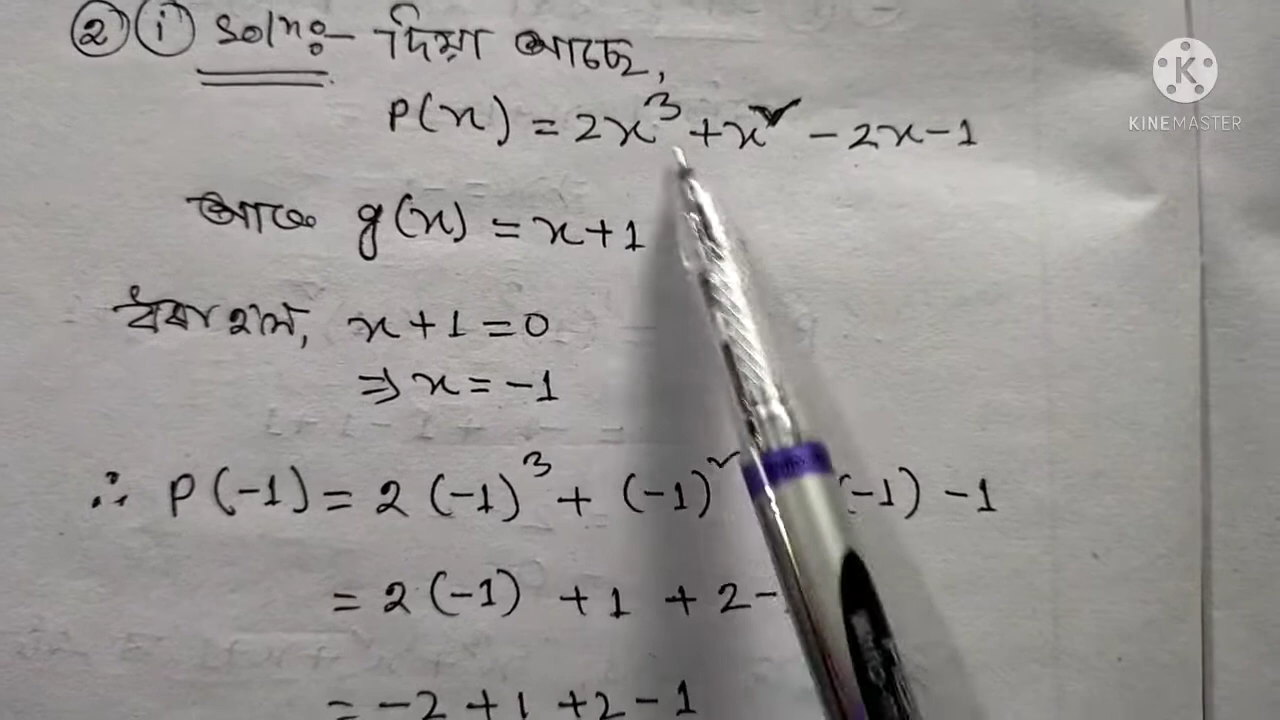 ② ⓘ Soln:- দিয়া আছে,
KINEMASTER
P(x) = 2x³ + x² - 2x - 1
আৰু g(x) = x + 1
ধৰা হ'ল, x + 1 = 0
⇒ x = -1
∴ P(-1) = 2(-1)³ + (-1)² (-1) - 1
= 2(-1) + 1 + 2 -
= -2 + 1 + 2 - 1